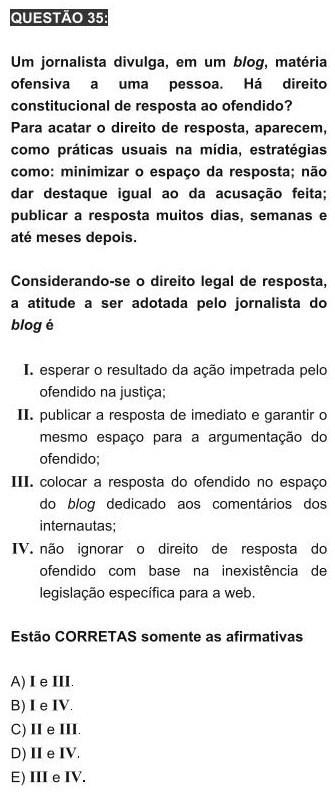 QUESTÃO 35:
Um jornalista divulga, em um blog, matéria
ofensiva a uma pessoa. Há direito
constitucional de resposta ao ofendido?
Para acatar o direito de resposta, aparecem,
como práticas usuais na mídia, estratégias
como: minimizar o espaço da resposta; não
dar destaque igual ao da acusação feita;
publicar a resposta muitos dias, semanas e
até meses depois.
Considerando-se o direito legal de resposta,
a atitude a ser adotada pelo jornalista do
blog é
I. esperar o resultado da ação impetrada pelo
ofendido na justiça;
II. publicar a resposta de imediato e garantir o
mesmo espaço para a argumentação do
ofendido;
III. colocar a resposta do ofendido no espaço
do blog dedicado aos comentários dos
internautas;
IV. não ignorar o direito de resposta do
ofendido com base na inexistência de
legislação específica para a web.
Estão CORRETAS somente as afirmativas
A) I e III.
B) I e IV.
C) II e III.
D) II e IV.
E) III e IV.